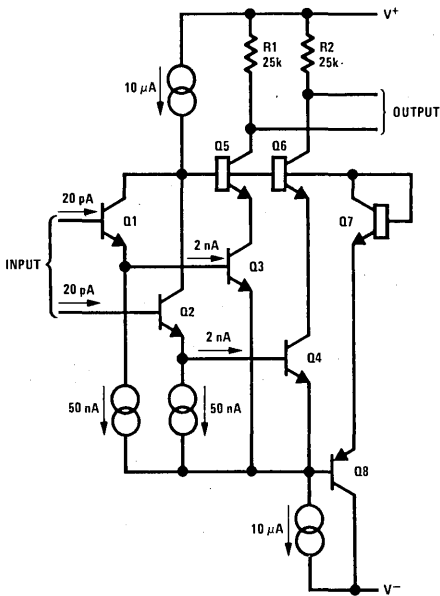 V+
R1
25k
R2
25k
10 μA
OUTPUT
Q5
Q6
20 pA
Q1
Q7
2 nA
Q3
INPUT
20 pA
Q2
2 nA
Q4
50 nA
50 nA
Q8
10 μA
V−